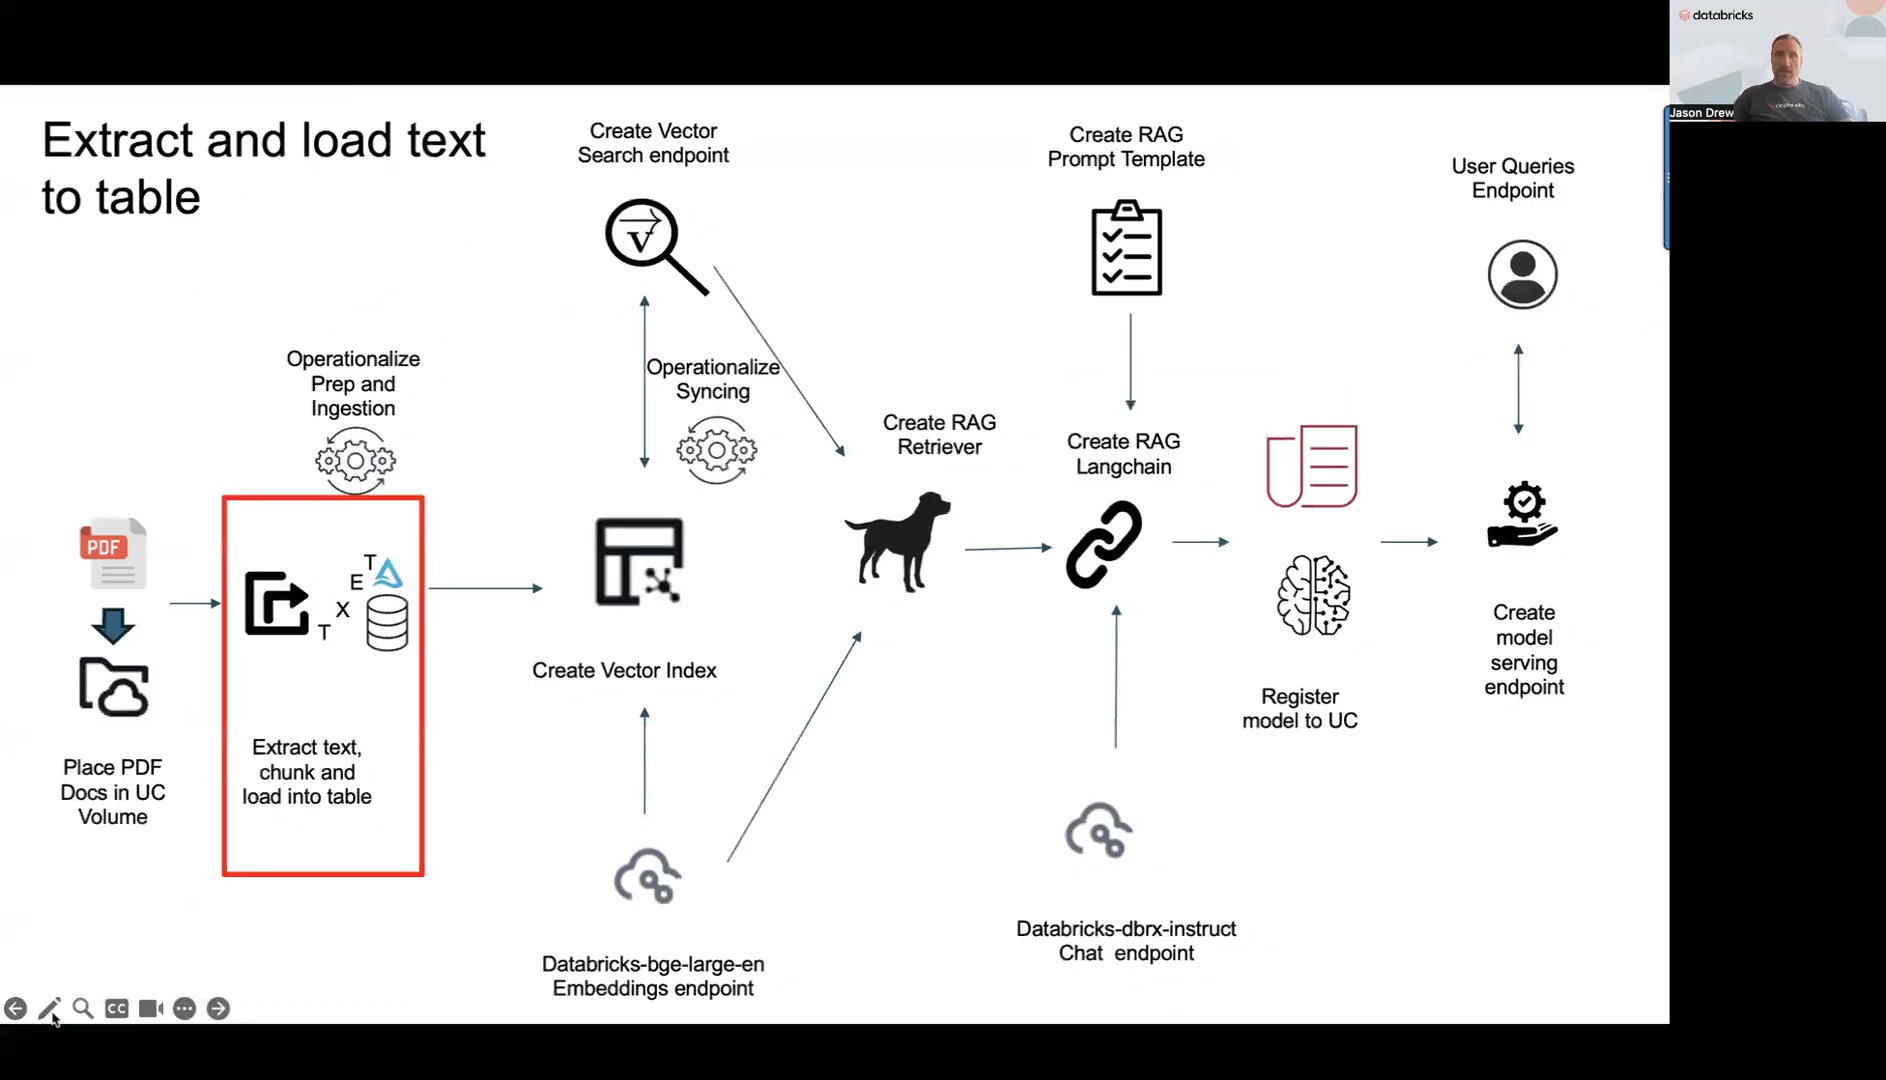 databricks
Jason Drew
Extract and load text
to table
Create Vector
Search endpoint
V
Create RAG
Prompt Template
User Queries
Endpoint
Operationalize
Prep and
Ingestion
Operationalize
Syncing
Create RAG
Retriever
Create RAG
Langchain
PDF
T
E
X
T
Place PDF
Docs in UC
Volume
Extract text,
chunk and
load into table
Create Vector Index
Register
model to UC
Create
model
serving
endpoint
Databricks-bge-large-en
Embeddings endpoint
Databricks-dbrx-instruct
Chat endpoint
CC